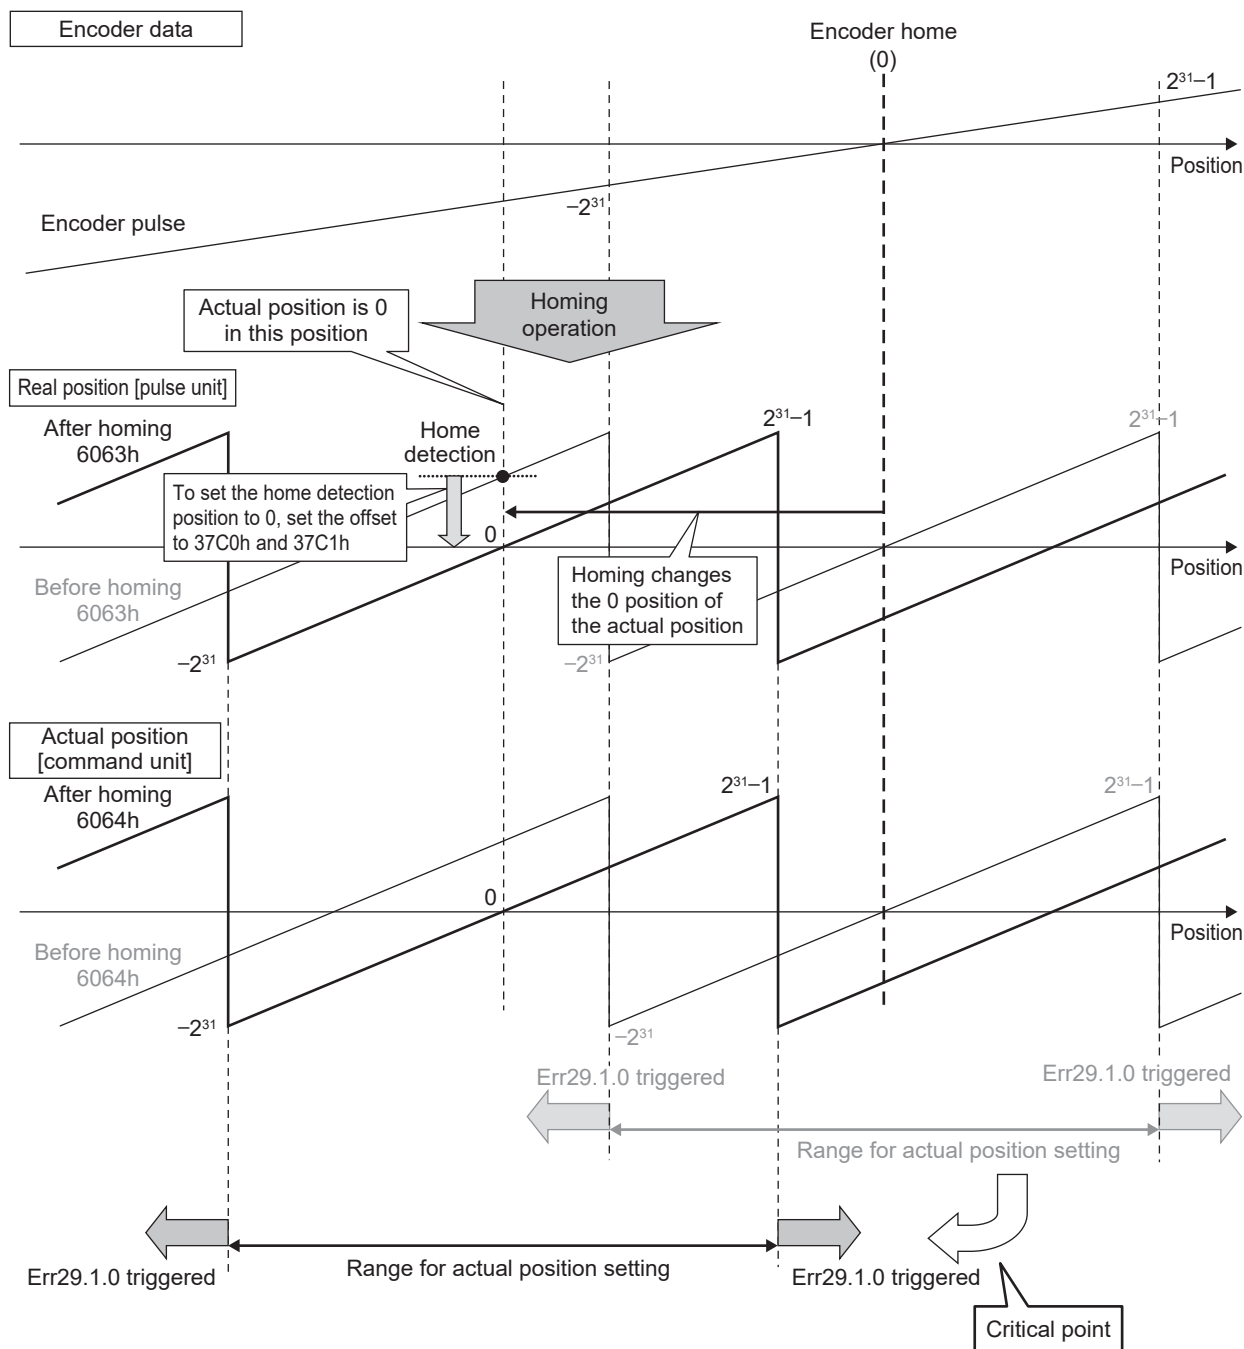 Encoder data
Encoder home
(0)
2³¹–1
Position
–2³¹
Encoder pulse
Homing
operation
Actual position is 0
in this position
Real position [pulse unit]
After homing
6063h
Home
detection
2³¹–1
2³¹–1
To set the home detection
position to 0, set the offset
to 37C0h and 37C1h
0
Position
Homing changes
the 0 position of
the actual position
Before homing
6063h
–2³¹
–2³¹
Actual position
[command unit]
After homing
6064h
2³¹–1
2³¹–1
0
Position
Before homing
6064h
–2³¹
–2³¹
Err29.1.0 triggered
Err29.1.0 triggered
Range for actual position setting
Range for actual position setting
Err29.1.0 triggered
Err29.1.0 triggered
Critical point